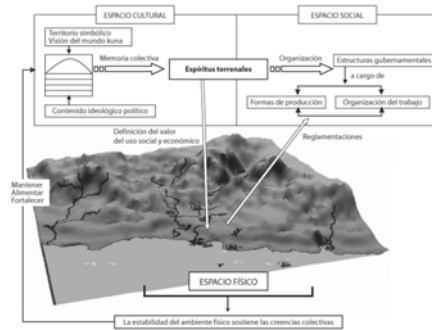 ESPACIO CULTURAL
ESPACIO SOCIAL
Territorio simbólico
Visión del mundo kuna
Memoria colectiva
Organización
Estructuras gubernamentales
Espíritus terrenales
a cargo de
Formas de producción
Organización del trabajo
Contenido ideológico político
Definición del valor
del uso social y económico
Reglamentaciones
Mantener
Alimentar
Fortalecer
ESPACIO FÍSICO
La estabilidad del ambiente físico sostiene las creencias colectivas